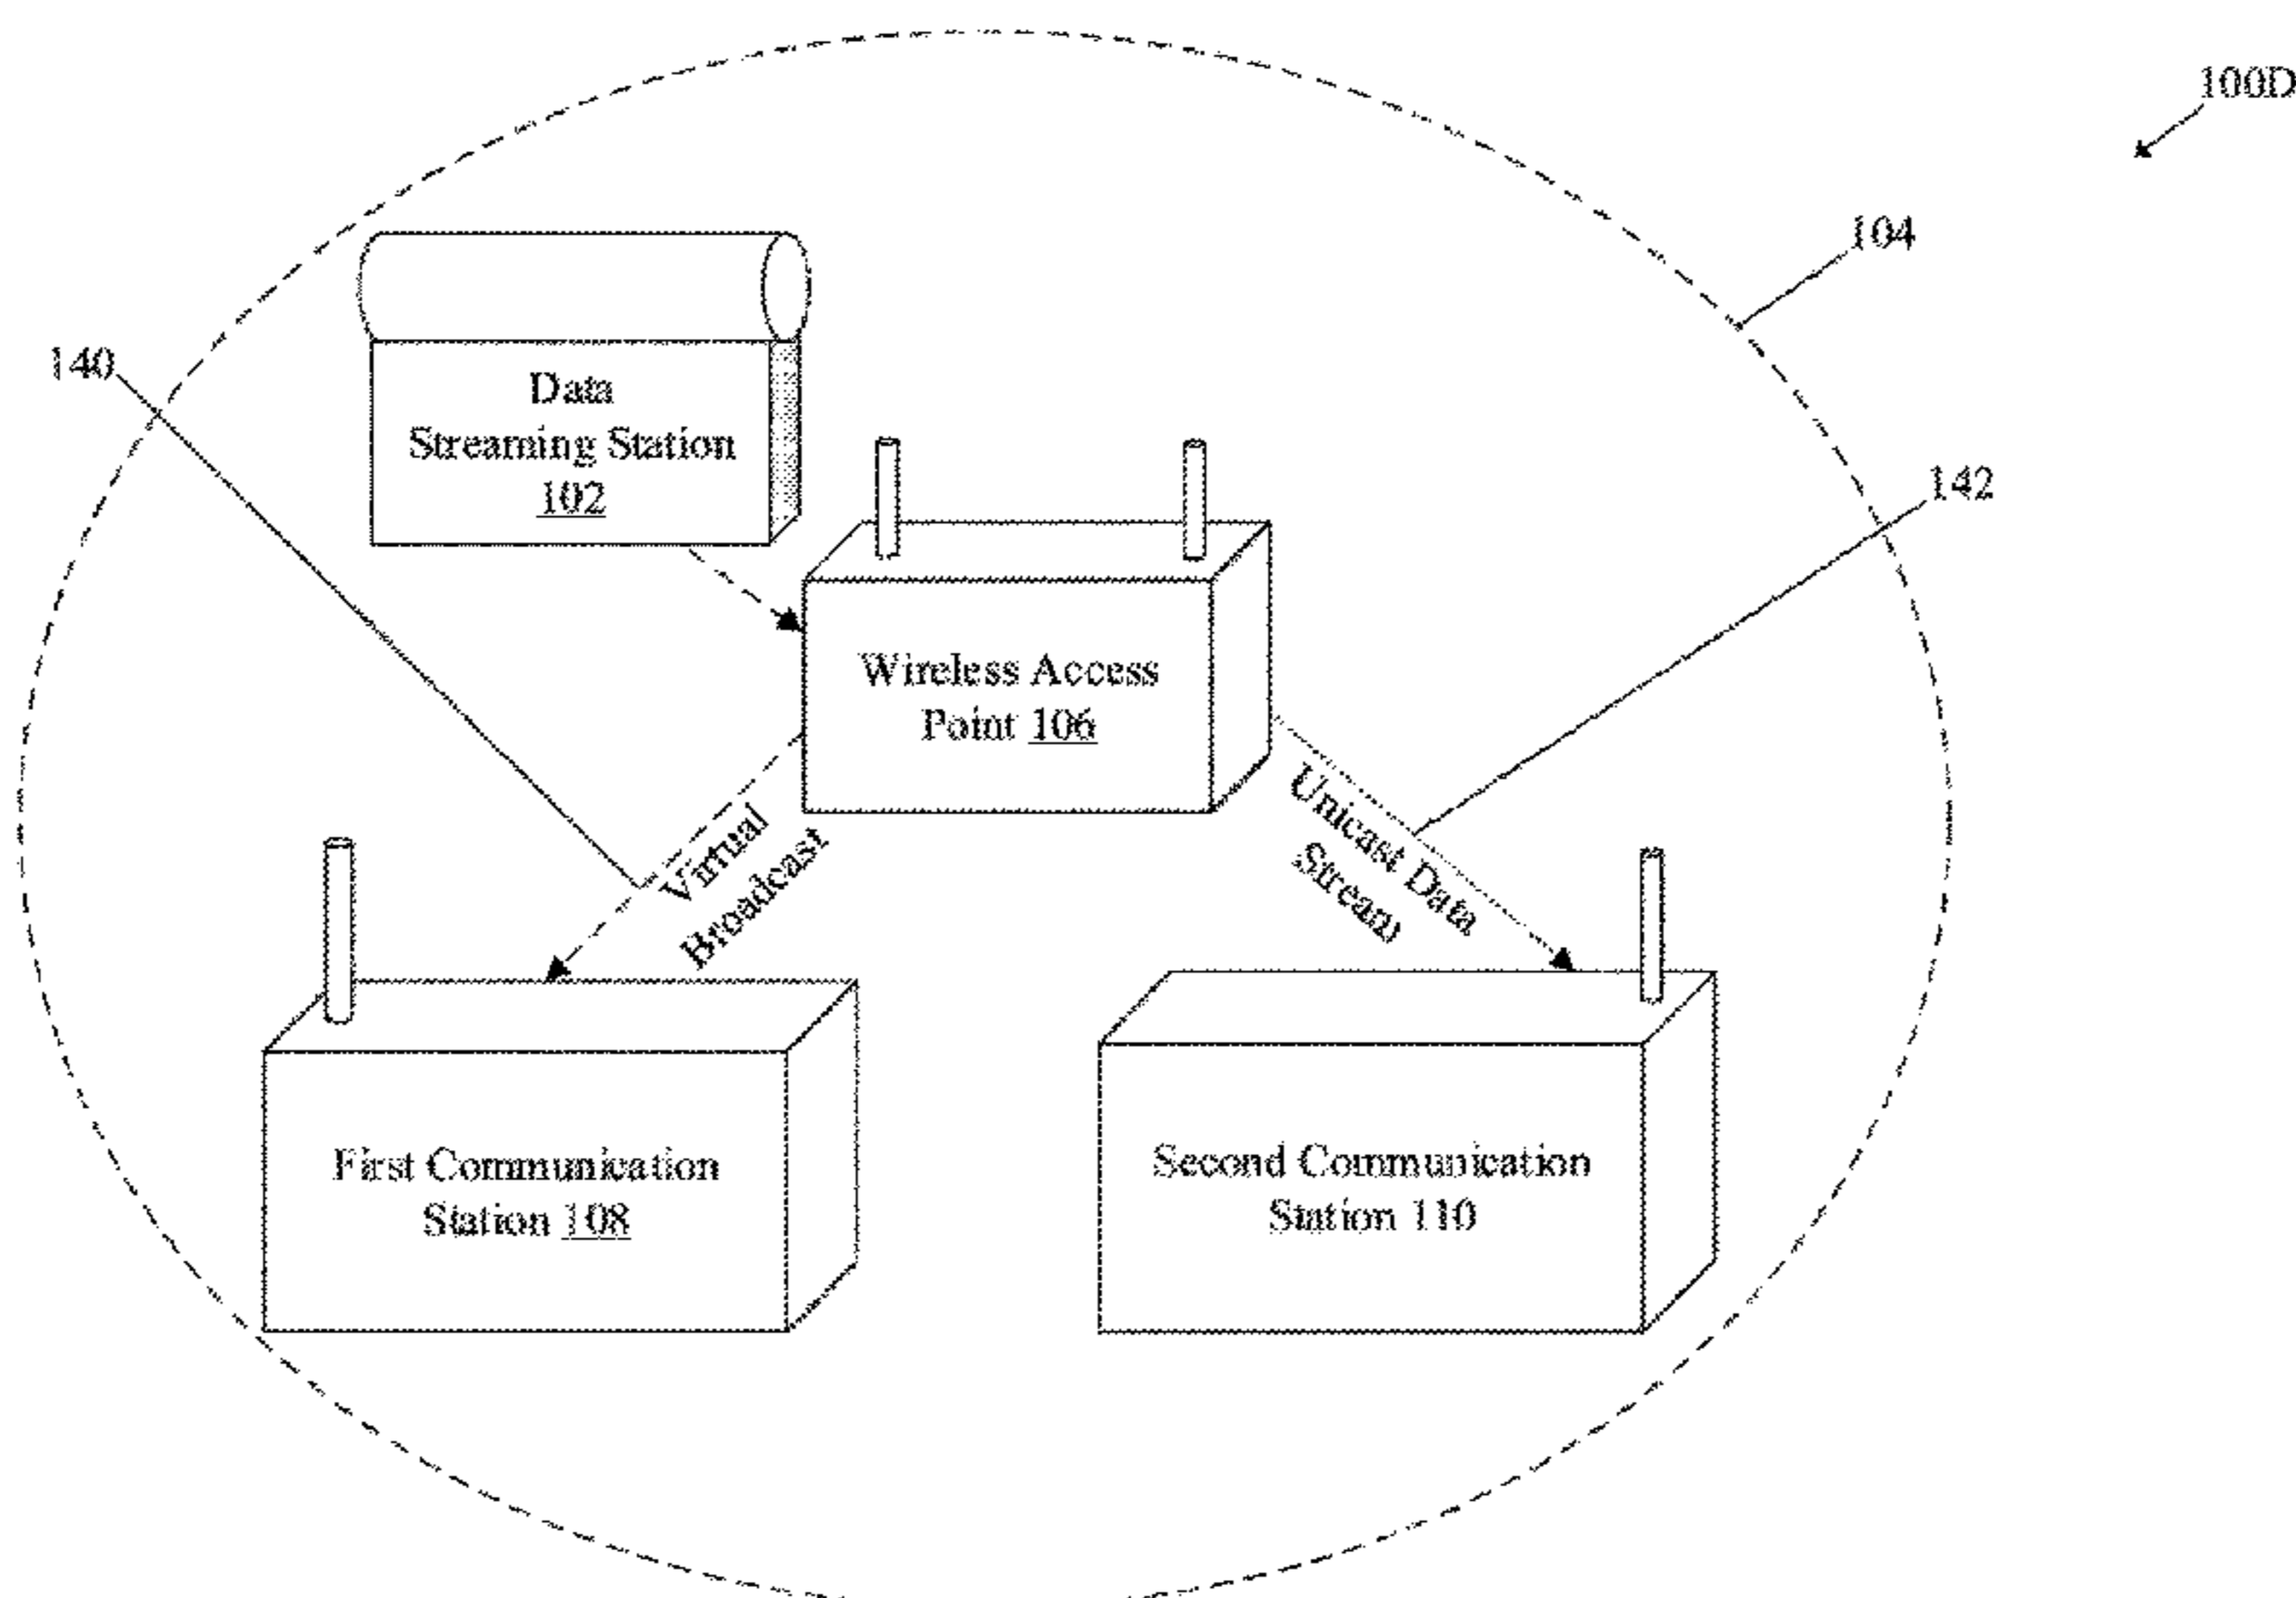 100D
104
140
Data
Streaming Station
102
142
Wireless Access
Point 106
Virtual
Broadcast
Unicast Data
Stream
First Communication
Station 108
Second Communication
Station 110